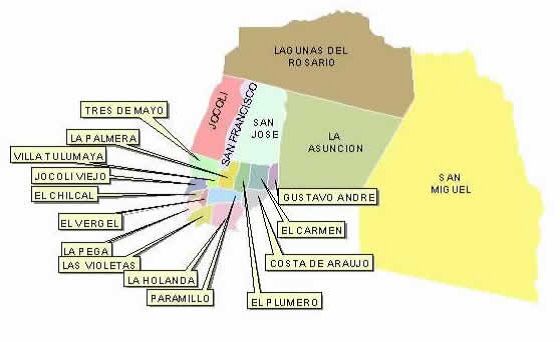 LAGUNAS DEL
ROSARIO
JOCOLI
SAN FRANCISCO
SAN
JOSE
LA
ASUNCION
SAN
MIGUEL
TRES DE MAYO
LA PALMERA
VILLA TULUMAYA
JOCOLI VIEJO
EL CHILCAL
EL VERGEL
LA PEGA
LAS VIOLETAS
LA HOLANDA
PARAMILLO
EL PLUMERO
COSTA DE ARAUJO
EL CARMEN
GUSTAVO ANDRE